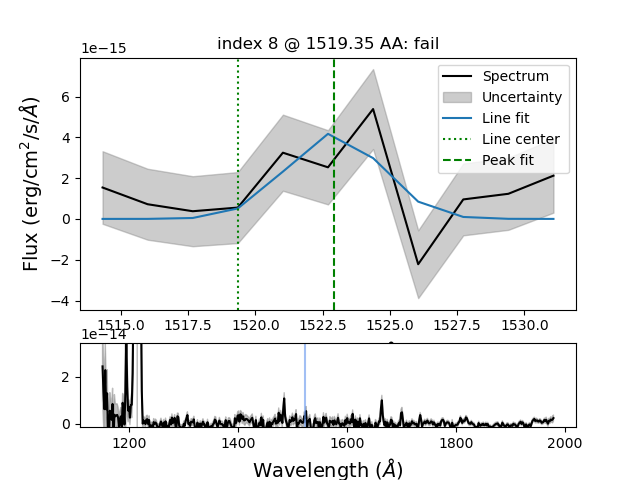 index 8 @ 1519.35 AA: fail
1e−15
Flux (erg/cm²/s/Å)
6
4
2
0
−2
−4
Spectrum
Uncertainty
Line fit
Line center
Peak fit
1515.0 1517.5 1520.0 1522.5 1525.0 1527.5 1530.0
1e−14
2
0
1200 1400 1600 1800 2000
Wavelength (Å)